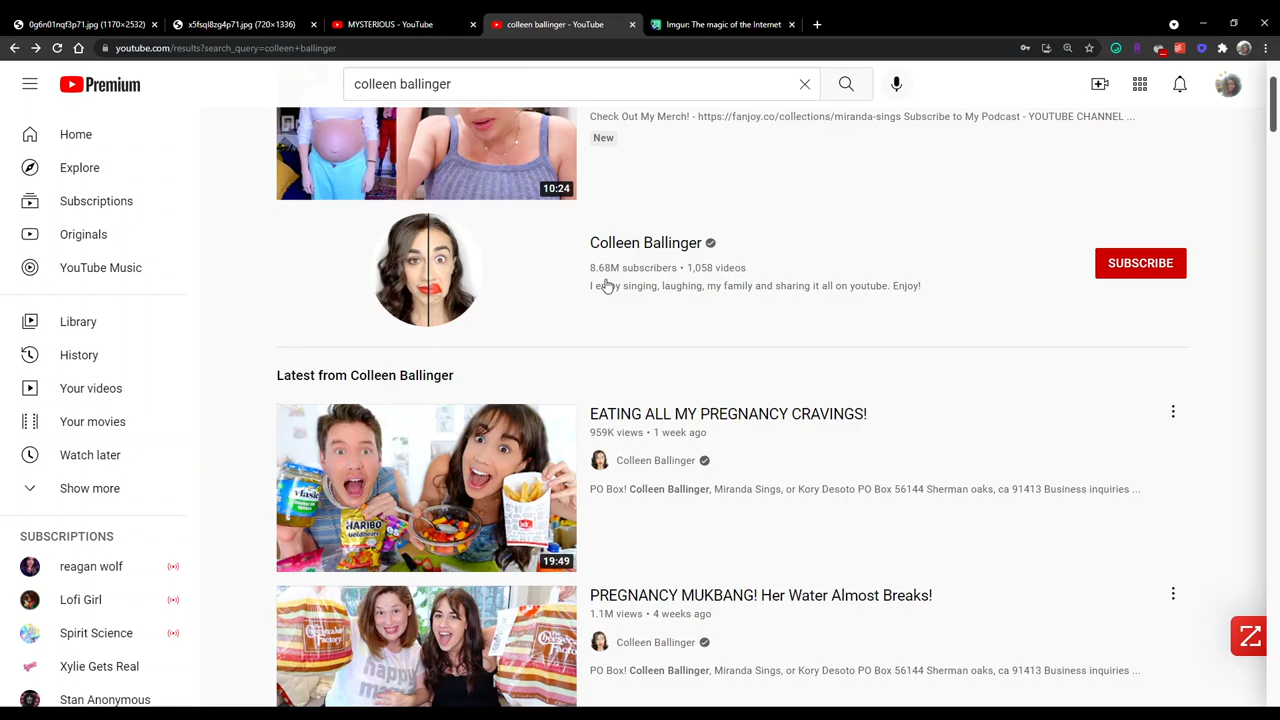 0g6n01nqf3p71.jpg (1170×2532)
x5fsql8zg4p71.jpg (720×1336)
MYSTERIOUS - YouTube
colleen ballinger - YouTube
Imgur: The magic of the Internet
youtube.com/results?search_query=colleen+ballinger
Premium
colleen ballinger
Home
Explore
Subscriptions
Originals
YouTube Music
Library
History
Your videos
Your movies
Watch later
Show more
SUBSCRIPTIONS
reagan wolf
Lofi Girl
Spirit Science
Xylie Gets Real
Stan Anonymous
Check Out My Merch! - https://fanjoy.co/collections/miranda-sings Subscribe to My Podcast - YOUTUBE CHANNEL ...
New
10:24
Colleen Ballinger
8.68M subscribers • 1,058 videos
I enjoy singing, laughing, my family and sharing it all on youtube. Enjoy!
SUBSCRIBE
Latest from Colleen Ballinger
EATING ALL MY PREGNANCY CRAVINGS!
959K views • 1 week ago
Colleen Ballinger
PO Box! Colleen Ballinger, Miranda Sings, or Kory Desoto PO Box 56144 Sherman oaks, ca 91413 Business inquiries ...
Vlasic
HARIBO
Goldbears
19:49
PREGNANCY MUKBANG! Her Water Almost Breaks!
1.1M views • 4 weeks ago
Colleen Ballinger
PO Box! Colleen Ballinger, Miranda Sings, or Kory Desoto PO Box 56144 Sherman oaks, ca 91413 Business inquiries ...
The Cheesecake Factory
happy